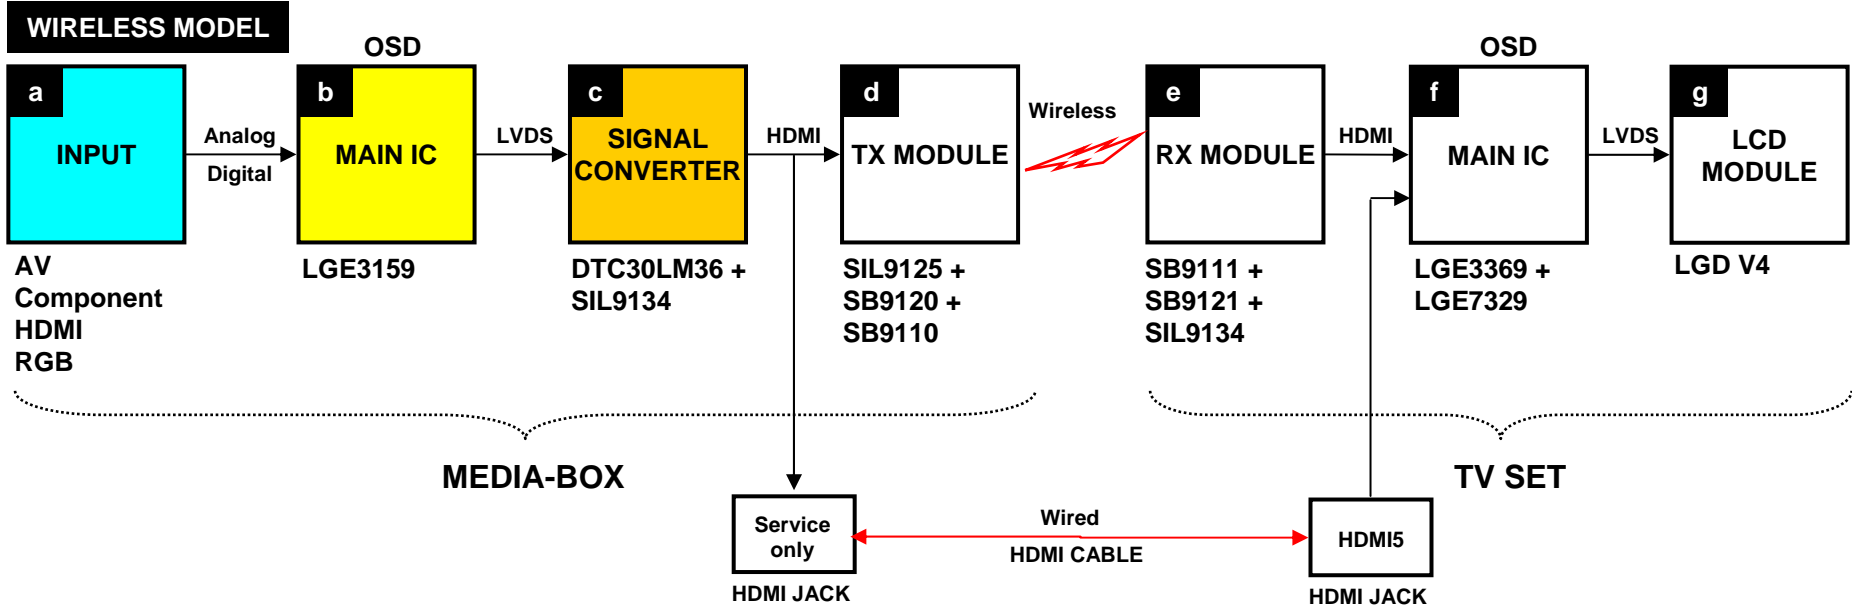 WIRELESS MODEL
OSD
OSD
a
b
c
d
e
f
g
INPUT
Analog
Digital
MAIN IC
LVDS
SIGNAL
CONVERTER
HDMI
TX MODULE
Wireless
RX MODULE
HDMI
MAIN IC
LVDS
LCD
MODULE
AV
Component
HDMI
RGB
LGE3159
DTC30LM36 +
SIL9134
SIL9125 +
SB9120 +
SB9110
SB9111 +
SB9121 +
SIL9134
LGE3369 +
LGE7329
LGD V4
MEDIA-BOX
TV SET
Service
only
HDMI JACK
Wired
HDMI CABLE
HDMI5
HDMI JACK